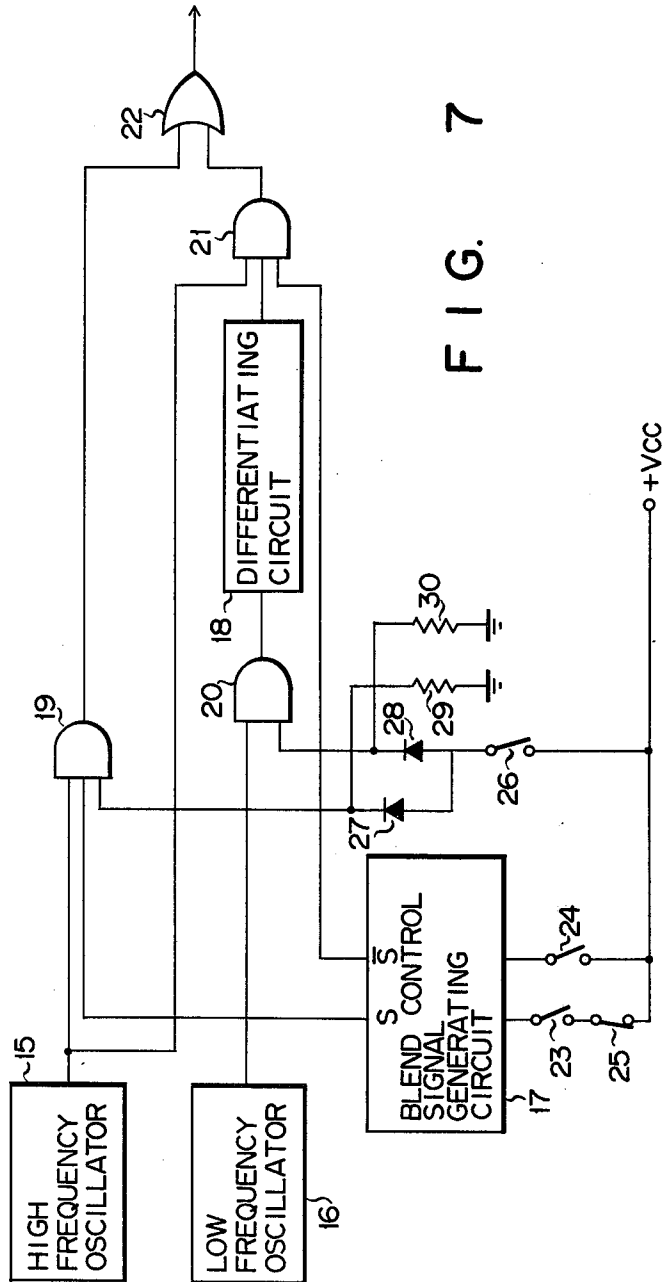 HIGH
FREQUENCY
OSCILLATOR
15
LOW
FREQUENCY
OSCILLATOR
16
S
S̅
BLEND CONTROL
SIGNAL
GENERATING
CIRCUIT
17
23
24
25
26
27
28
29
30
+VCC
19
20
18
DIFFERENTIATING
CIRCUIT
21
22
FIG. 7